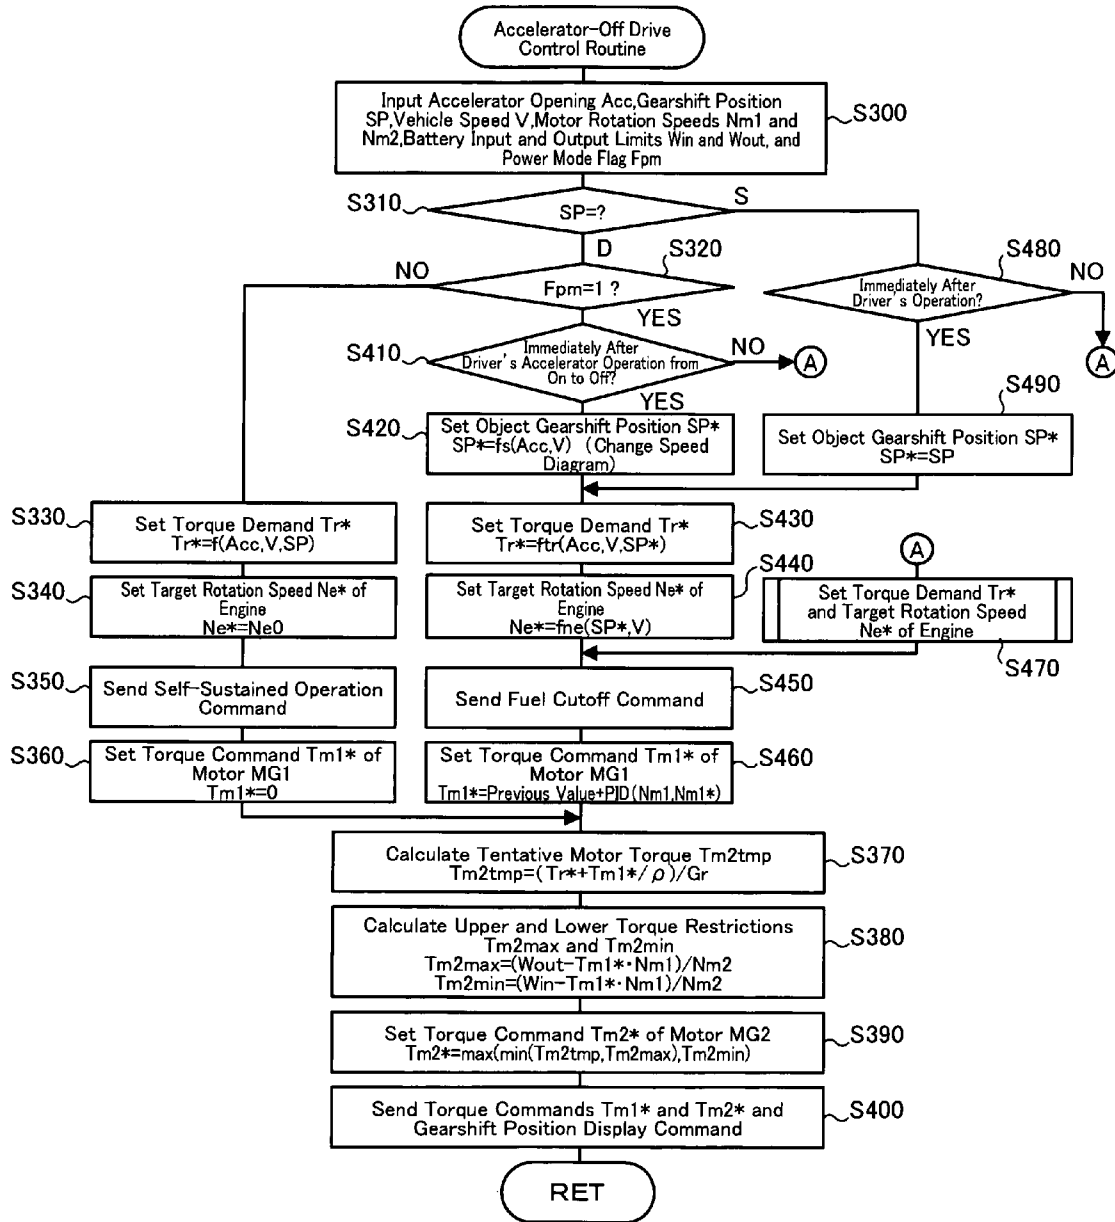 Accelerator-Off Drive
Control Routine
Input Accelerator Opening Acc,Gearshift Position
SP,Vehicle Speed V,Motor Rotation Speeds Nm1 and
Nm2,Battery Input and Output Limits Win and Wout, and
Power Mode Flag Fpm
S300
S310
SP=?
S
D
S320
Fpm=1 ?
NO
YES
S480
Immediately After
Driver's Operation?
NO
YES
A
S410
Immediately After
Driver's Accelerator Operation from
On to Off?
NO
A
YES
S420
Set Object Gearshift Position SP*
SP*=fs(Acc,V) (Change Speed
Diagram)
S490
Set Object Gearshift Position SP*
SP*=SP
S330
Set Torque Demand Tr*
Tr*=f(Acc,V,SP)
S430
Set Torque Demand Tr*
Tr*=ftr(Acc,V,SP*)
S340
Set Target Rotation Speed Ne* of
Engine
Ne*=Ne0
S440
Set Target Rotation Speed Ne* of
Engine
Ne*=fne(SP*,V)
A
Set Torque Demand Tr*
and Target Rotation Speed
Ne* of Engine
S470
S350
Send Self-Sustained Operation
Command
S450
Send Fuel Cutoff Command
S360
Set Torque Command Tm1* of
Motor MG1
Tm1*=0
S460
Set Torque Command Tm1* of
Motor MG1
Tm1*=Previous Value+PID(Nm1,Nm1*)
S370
Calculate Tentative Motor Torque Tm2tmp
Tm2tmp=(Tr*+Tm1*/ρ)/Gr
S380
Calculate Upper and Lower Torque Restrictions
Tm2max and Tm2min
Tm2max=(Wout-Tm1*·Nm1)/Nm2
Tm2min=(Win-Tm1*·Nm1)/Nm2
S390
Set Torque Command Tm2* of Motor MG2
Tm2*=max(min(Tm2tmp,Tm2max),Tm2min)
S400
Send Torque Commands Tm1* and Tm2* and
Gearshift Position Display Command
RET